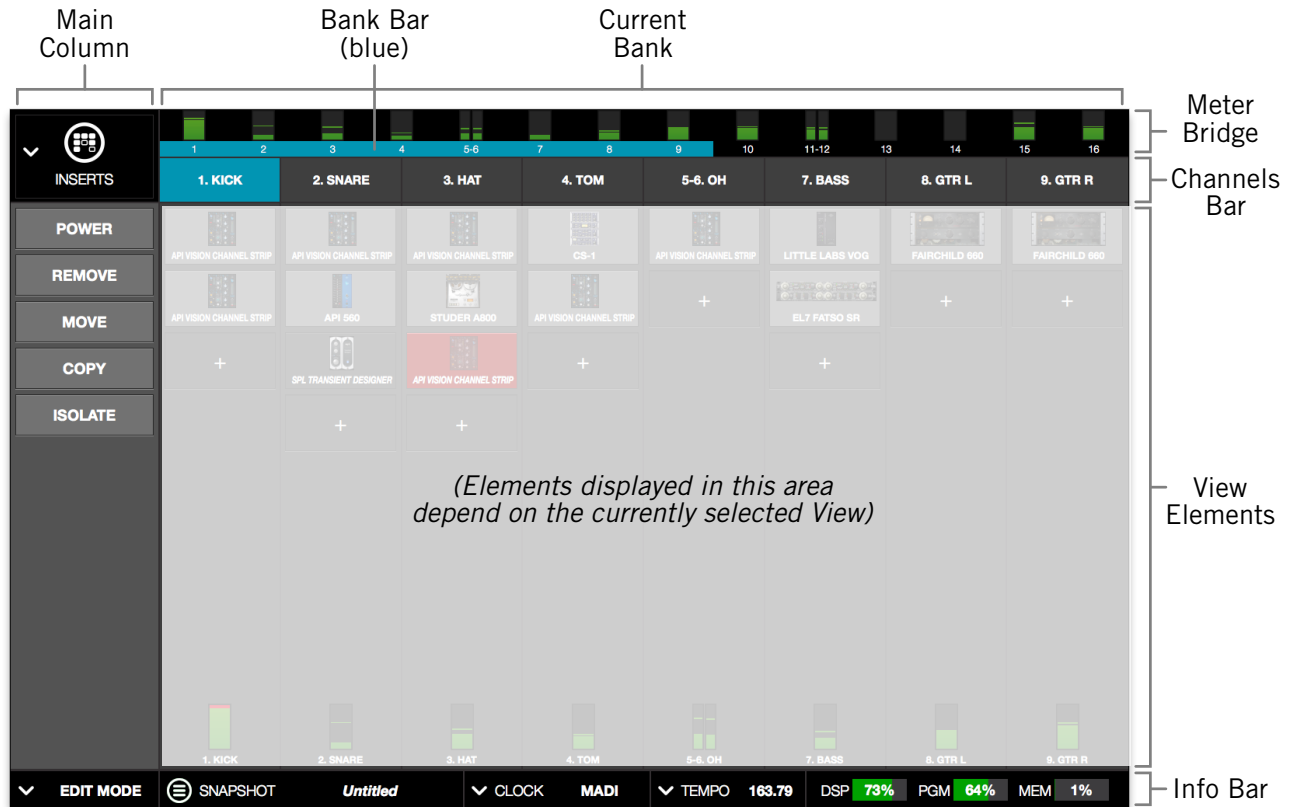 Main
Column
Bank Bar
(blue)
Current
Bank
Meter
Bridge
1 2 3 4 5-6 7 8 9 10 11-12 13 14 15 16
INSERTS
1. KICK 2. SNARE 3. HAT 4. TOM 5-6. OH 7. BASS 8. GTR L 9. GTR R
Channels
Bar
POWER
REMOVE
MOVE
COPY
ISOLATE
API VISION CHANNEL STRIP API VISION CHANNEL STRIP API VISION CHANNEL STRIP CS-1 API VISION CHANNEL STRIP LITTLE LABS VOG FAIRCHILD 660 FAIRCHILD 660
+ + +
API VISION CHANNEL STRIP API 560 STUDER A800 API VISION CHANNEL STRIP EL7 FATSO SR
+ + +
SPL TRANSIENT DESIGNER API VISION CHANNEL STRIP
+ +
(Elements displayed in this area
depend on the currently selected View)
View
Elements
1. KICK 2. SNARE 3. HAT 4. TOM 5-6. OH 7. BASS 8. GTR L 9. GTR R
EDIT MODE SNAPSHOT Untitled CLOCK MADI TEMPO 163.79 DSP 73% PGM 64% MEM 1%
Info Bar